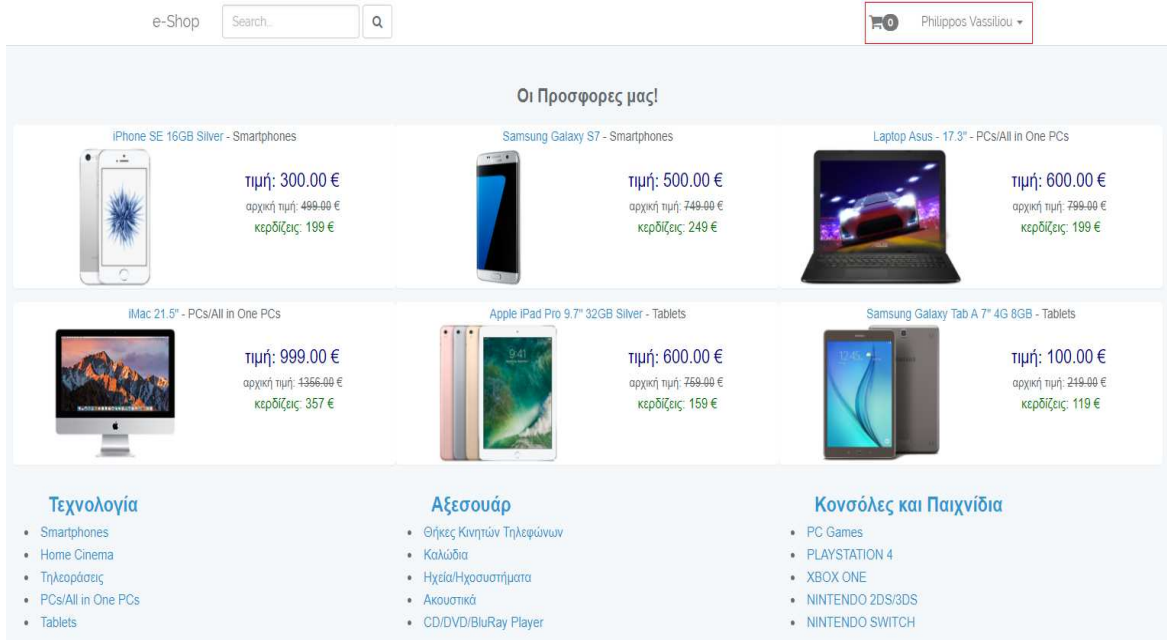 e-Shop Search.. 0 Philippos Vassiliou
Οι Προσφορες μας!
iPhone SE 16GB Silver - Smartphones
τιμή: 300.00 €
αρχική τιμή: 499.00 €
κερδίζεις: 199 €
Samsung Galaxy S7 - Smartphones
τιμή: 500.00 €
αρχική τιμή: 749.00 €
κερδίζεις: 249 €
Laptop Asus - 17.3" - PCs/All in One PCs
τιμή: 600.00 €
αρχική τιμή: 799.00 €
κερδίζεις: 199 €
iMac 21.5" - PCs/All in One PCs
τιμή: 999.00 €
αρχική τιμή: 1356.00 €
κερδίζεις: 357 €
Apple iPad Pro 9.7" 32GB Silver - Tablets
9:41
τιμή: 600.00 €
αρχική τιμή: 759.00 €
κερδίζεις: 159 €
Samsung Galaxy Tab A 7" 4G 8GB - Tablets
12:45
τιμή: 100.00 €
αρχική τιμή: 219.00 €
κερδίζεις: 119 €
Τεχνολογία
Smartphones
Home Cinema
Τηλεοράσεις
PCs/All in One PCs
Tablets
Αξεσουάρ
Θήκες Κινητών Τηλεφώνων
Καλώδια
Ηχεία/Ηχοσυστήματα
Ακουστικά
CD/DVD/BluRay Player
Κονσόλες και Παιχνίδια
PC Games
PLAYSTATION 4
XBOX ONE
NINTENDO 2DS/3DS
NINTENDO SWITCH